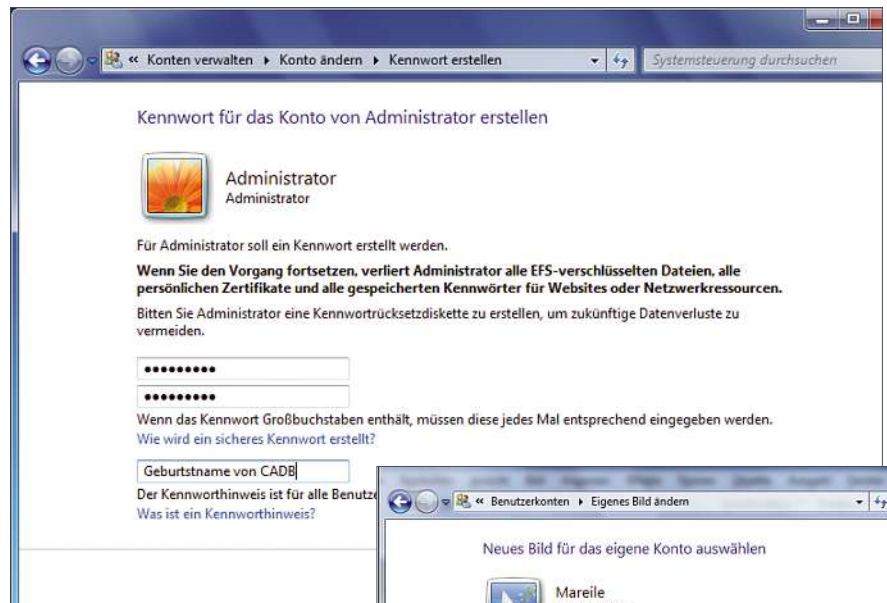 « Konten verwalten ▸ Konto ändern ▸ Kennwort erstellen
Systemsteuerung durchsuchen
Kennwort für das Konto von Administrator erstellen
Administrator
Administrator
Für Administrator soll ein Kennwort erstellt werden.
Wenn Sie den Vorgang fortsetzen, verliert Administrator alle EFS-verschlüsselten Dateien, alle
persönlichen Zertifikate und alle gespeicherten Kennwörter für Websites oder Netzwerkressourcen.
Bitten Sie Administrator eine Kennwortrücksetzdiskette zu erstellen, um zukünftige Datenverluste zu
vermeiden.
●●●●●●●●●
●●●●●●●●●
Wenn das Kennwort Großbuchstaben enthält, müssen diese jedes Mal entsprechend eingegeben werden.
Wie wird ein sicheres Kennwort erstellt?
Geburtstname von CADB
Der Kennworthinweis ist für alle Benutze
Was ist ein Kennworthinweis?
« Benutzerkonten ▸ Eigenes Bild ändern
Neues Bild für das eigene Konto auswählen
Mareile